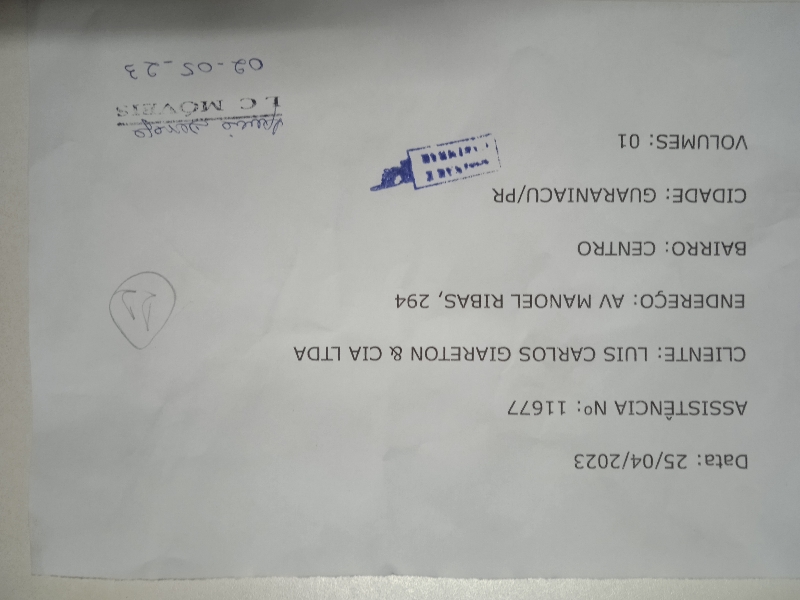 Data: 25/04/2023
ASSISTÊNCIA Nº: 11677
CLIENTE: LUIS CARLOS GIARETON & CIA LTDA
ENDEREÇO: AV MANOEL RIBAS, 294
BAIRRO: CENTRO
CIDADE: GUARANIACU/PR
VOLUMES: 01
LC MÓVEIS
02-05-23